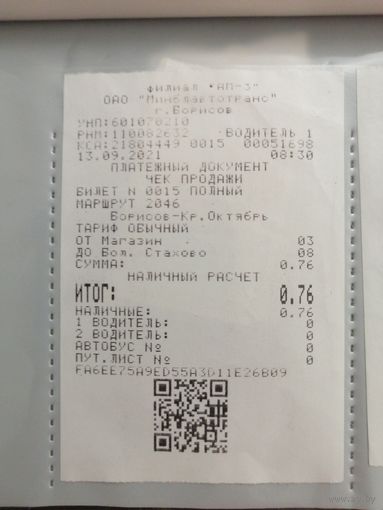 филиал "АП-3"
ОАО "Миноблавтотранс"
г.Борисов
УНП:601070210
РНМ:110082632 ВОДИТЕЛЬ 1
КСА:21804449 0015 00051698
13.09.2021 08:30
ПЛАТЕЖНЫЙ ДОКУМЕНТ
ЧЕК ПРОДАЖИ
БИЛЕТ N 0015 ПОЛНЫЙ
МАРШРУТ 2046
Борисов-Кр.Октябрь
ТАРИФ ОБЫЧНЫЙ
ОТ Магазин 03
ДО Бол. Стахово 08
СУММА: 0.76
НАЛИЧНЫЙ РАСЧЕТ
ИТОГ: 0.76
НАЛИЧНЫЕ: 0.76
1 ВОДИТЕЛЬ: 0
2 ВОДИТЕЛЬ: 0
АВТОБУС № 0
ПУТ.ЛИСТ № 0
FA6EE75A9ED55A3D11E26B09
av.by